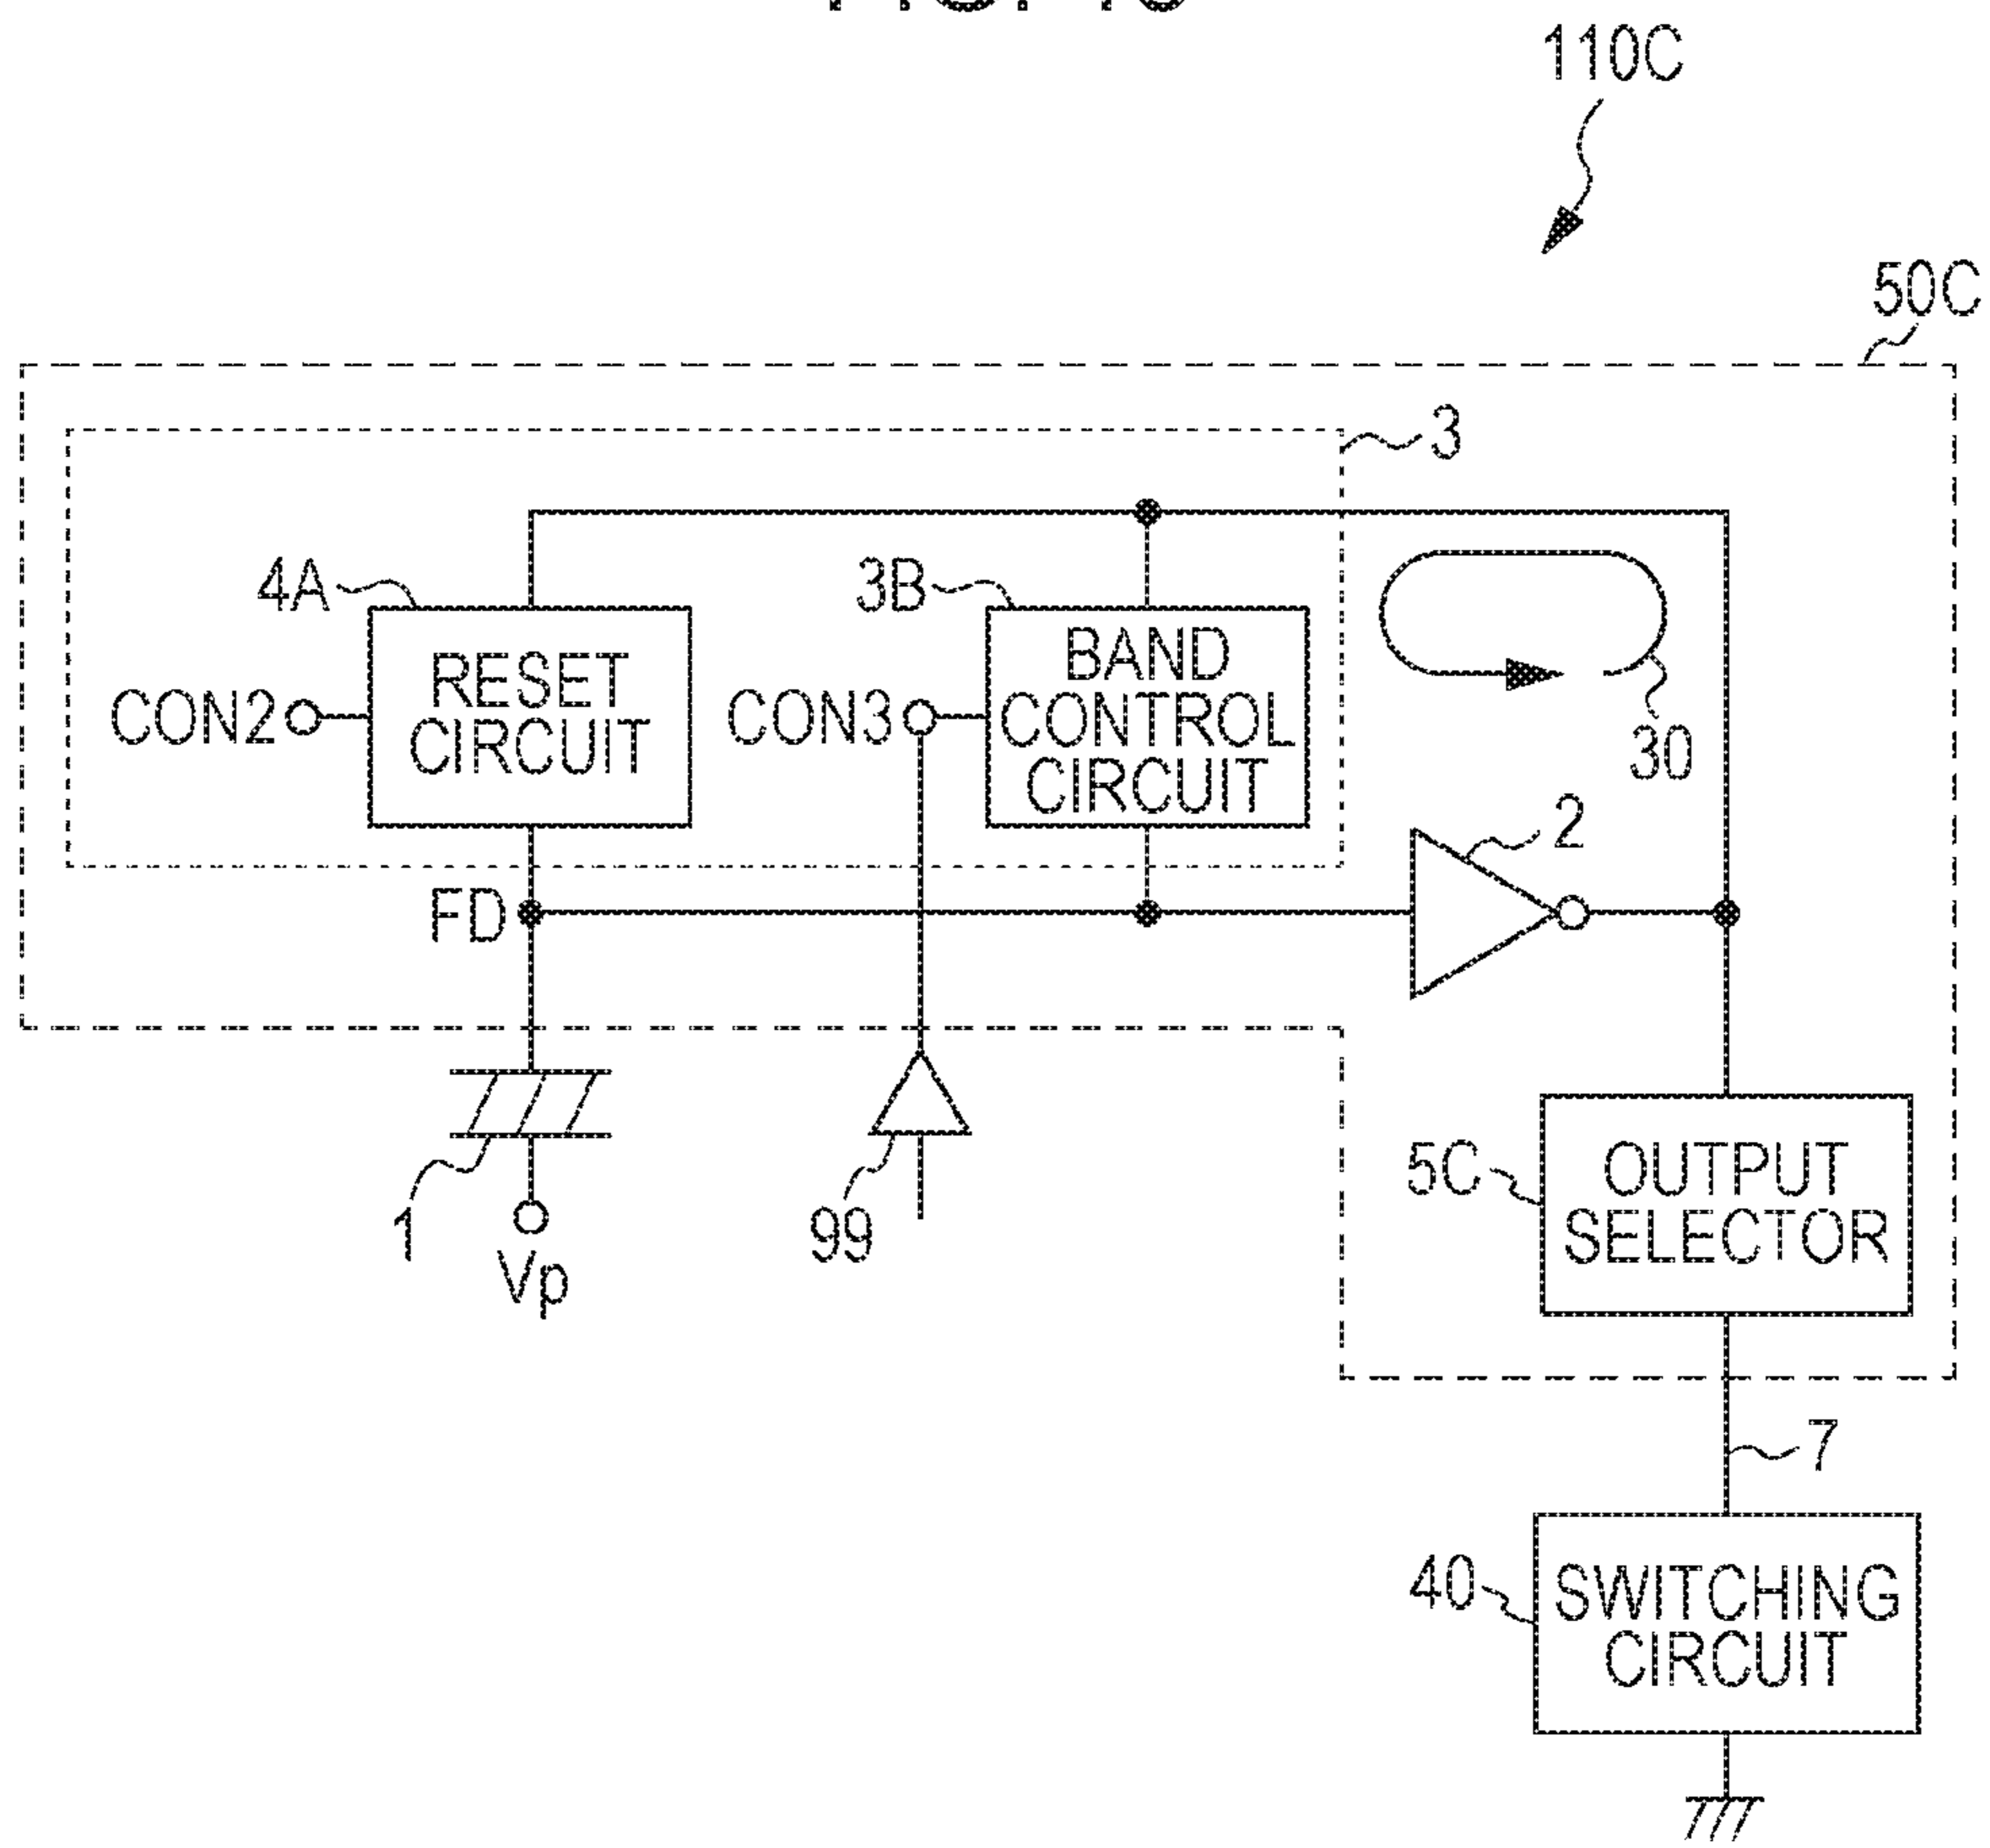 110C
50C
3
4A
3B
RESET
CIRCUIT
BAND
CONTROL
CIRCUIT
CON2
CON3
30
2
FD
1
99
Vp
5C
OUTPUT
SELECTOR
7
40
SWITCHING
CIRCUIT